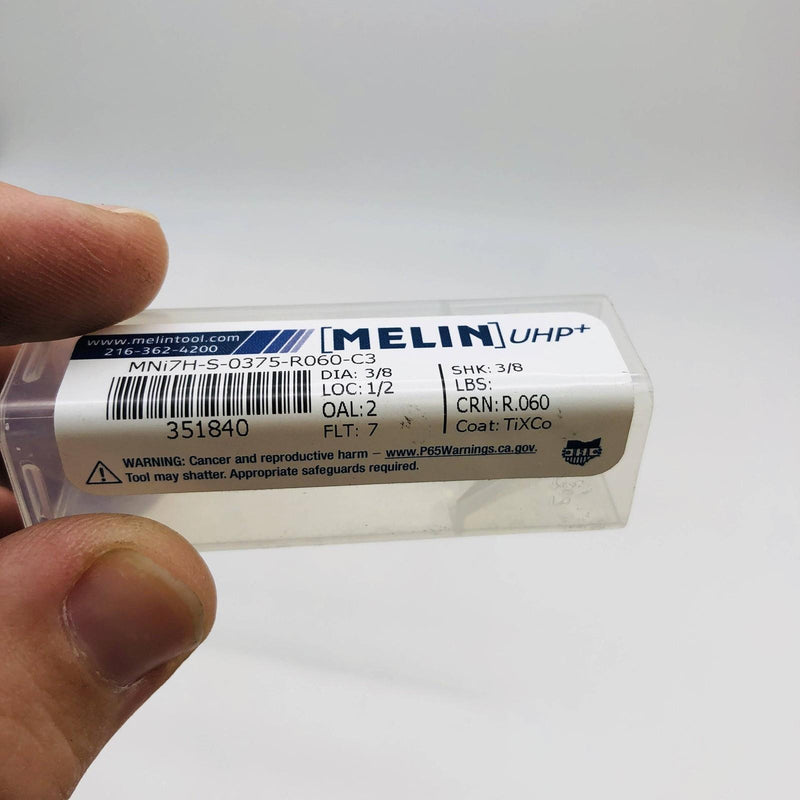 www.melintool.com
216-362-4200
[MELIN] UHP+
MNi7H-S-0375-R060-C3
351840
DIA: 3/8
LOC: 1/2
OAL: 2
FLT: 7
SHK: 3/8
LBS:
CRN: R.060
Coat: TiXCo
WARNING: Cancer and reproductive harm – www.P65Warnings.ca.gov.
Tool may shatter. Appropriate safeguards required.